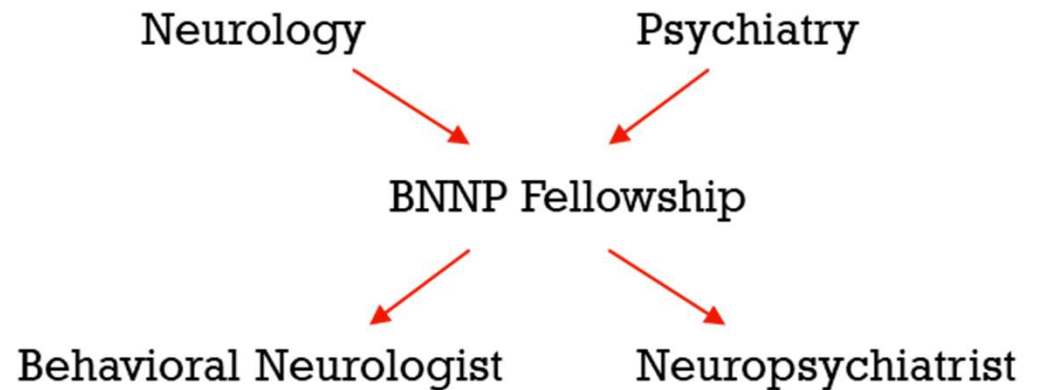 Neurology
Psychiatry
BNNP Fellowship
Behavioral Neurologist
Neuropsychiatrist